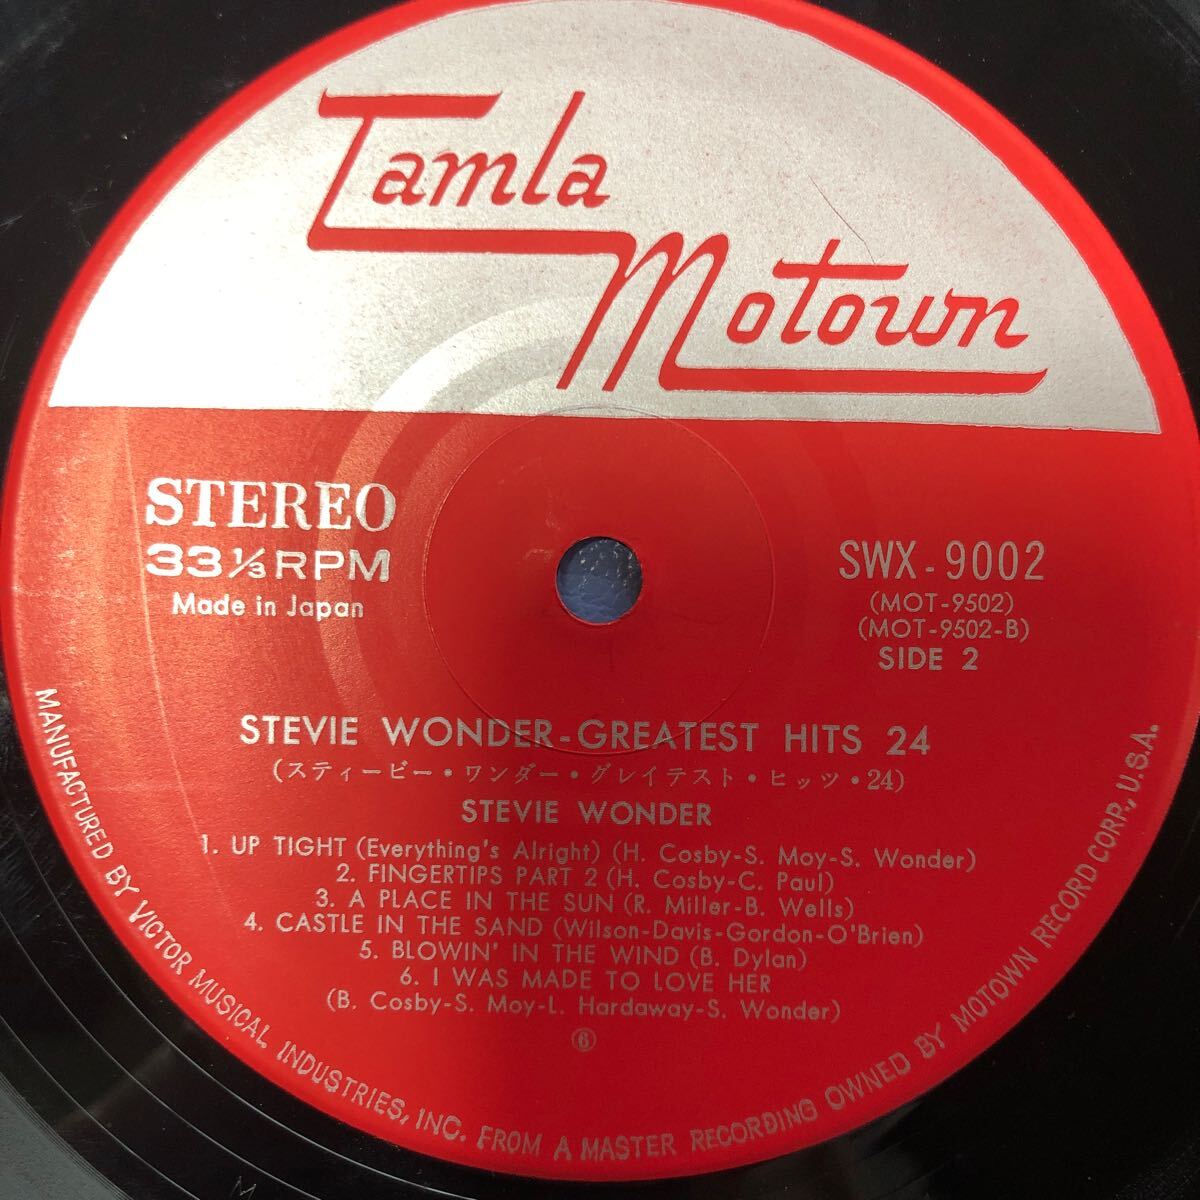 Tamla
Motown
STEREO
33 1/3 RPM
Made in Japan
SWX-9002
(MOT-9502)
(MOT-9502-B)
SIDE 2
STEVIE WONDER-GREATEST HITS 24
(スティービー・ワンダー・グレイテスト・ヒッツ・24)
STEVIE WONDER
1. UP TIGHT (Everything's Alright) (H. Cosby-S. Moy-S. Wonder)
2. FINGERTIPS PART 2 (H. Cosby-C. Paul)
3. A PLACE IN THE SUN (R. Miller-B. Wells)
4. CASTLE IN THE SAND (Wilson-Davis-Gordon-O'Brien)
5. BLOWIN' IN THE WIND (B. Dylan)
6. I WAS MADE TO LOVE HER
(B. Cosby-S. Moy-L. Hardaway-S. Wonder)
⑥
MANUFACTURED BY VICTOR MUSICAL INDUSTRIES, INC. FROM A MASTER RECORDING OWNED BY MOTOWN RECORD CORP., U.S.A.